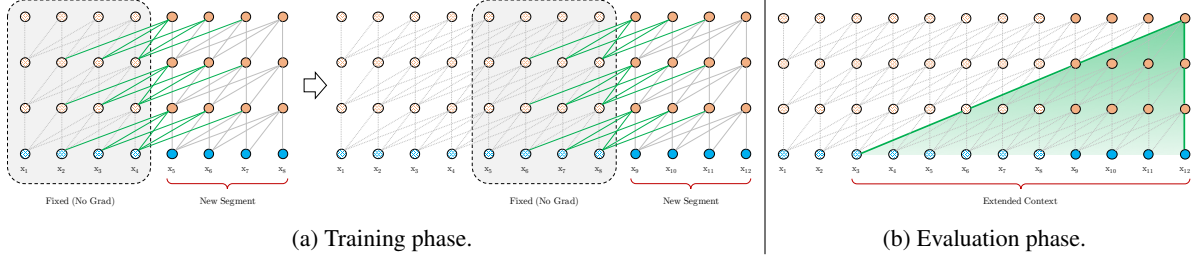 x₁ x₂ x₃ x₄ x₅ x₆ x₇ x₈
Fixed (No Grad) New Segment
x₁ x₂ x₃ x₄ x₅ x₆ x₇ x₈ x₉ x₁₀ x₁₁ x₁₂
Fixed (No Grad) New Segment
(a) Training phase.
x₁ x₂ x₃ x₄ x₅ x₆ x₇ x₈ x₉ x₁₀ x₁₁ x₁₂
Extended Context
(b) Evaluation phase.